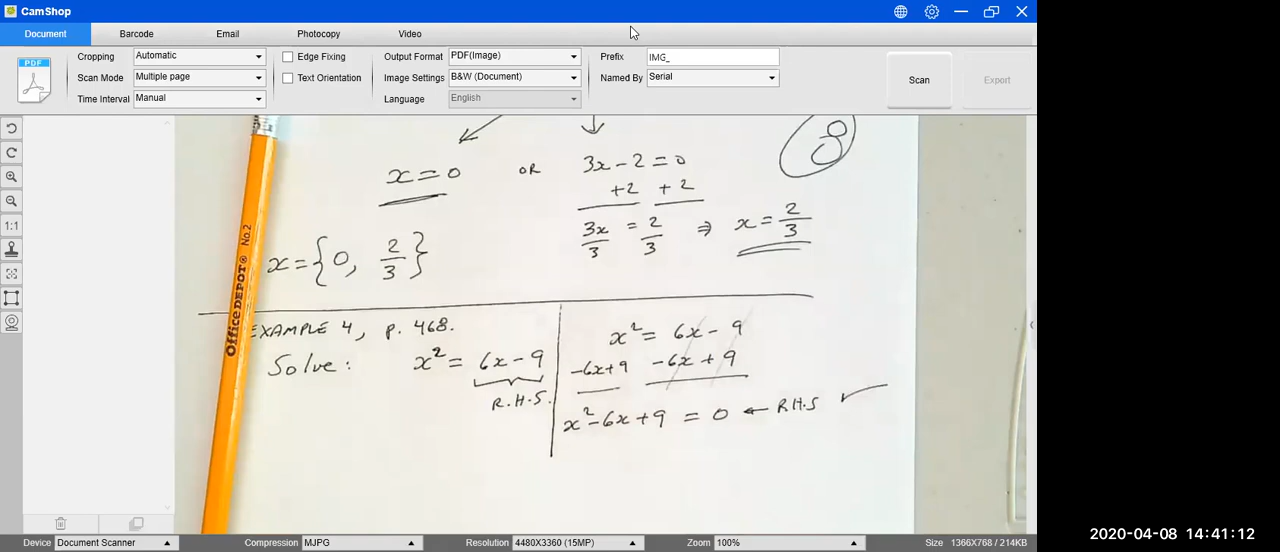 CamShop
Document Barcode Email Photocopy Video
PDF
Cropping Automatic Edge Fixing Output Format PDF(Image) Prefix IMG_
Scan Mode Multiple page Text Orientation Image Settings B&W (Document) Named By Serial Scan Export
Time Interval Manual Language English
1:1
8
x = 0 OR 3x - 2 = 0
+2 +2
3x/3 = 2/3 ⇒ x = 2/3
x = {0, 2/3}
Office DEPOT® No.2
EXAMPLE 4, p. 468.
Solve: x² = 6x - 9
R.H.S.
x² = 6x - 9
-6x+9 -6x + 9
x² - 6x + 9 = 0 ← R.H.S ✓
Device Document Scanner Compression MJPG Resolution 4480X3360 (15MP) Zoom 100% Size 1366X768 / 214KB
2020-04-08 14:41:12